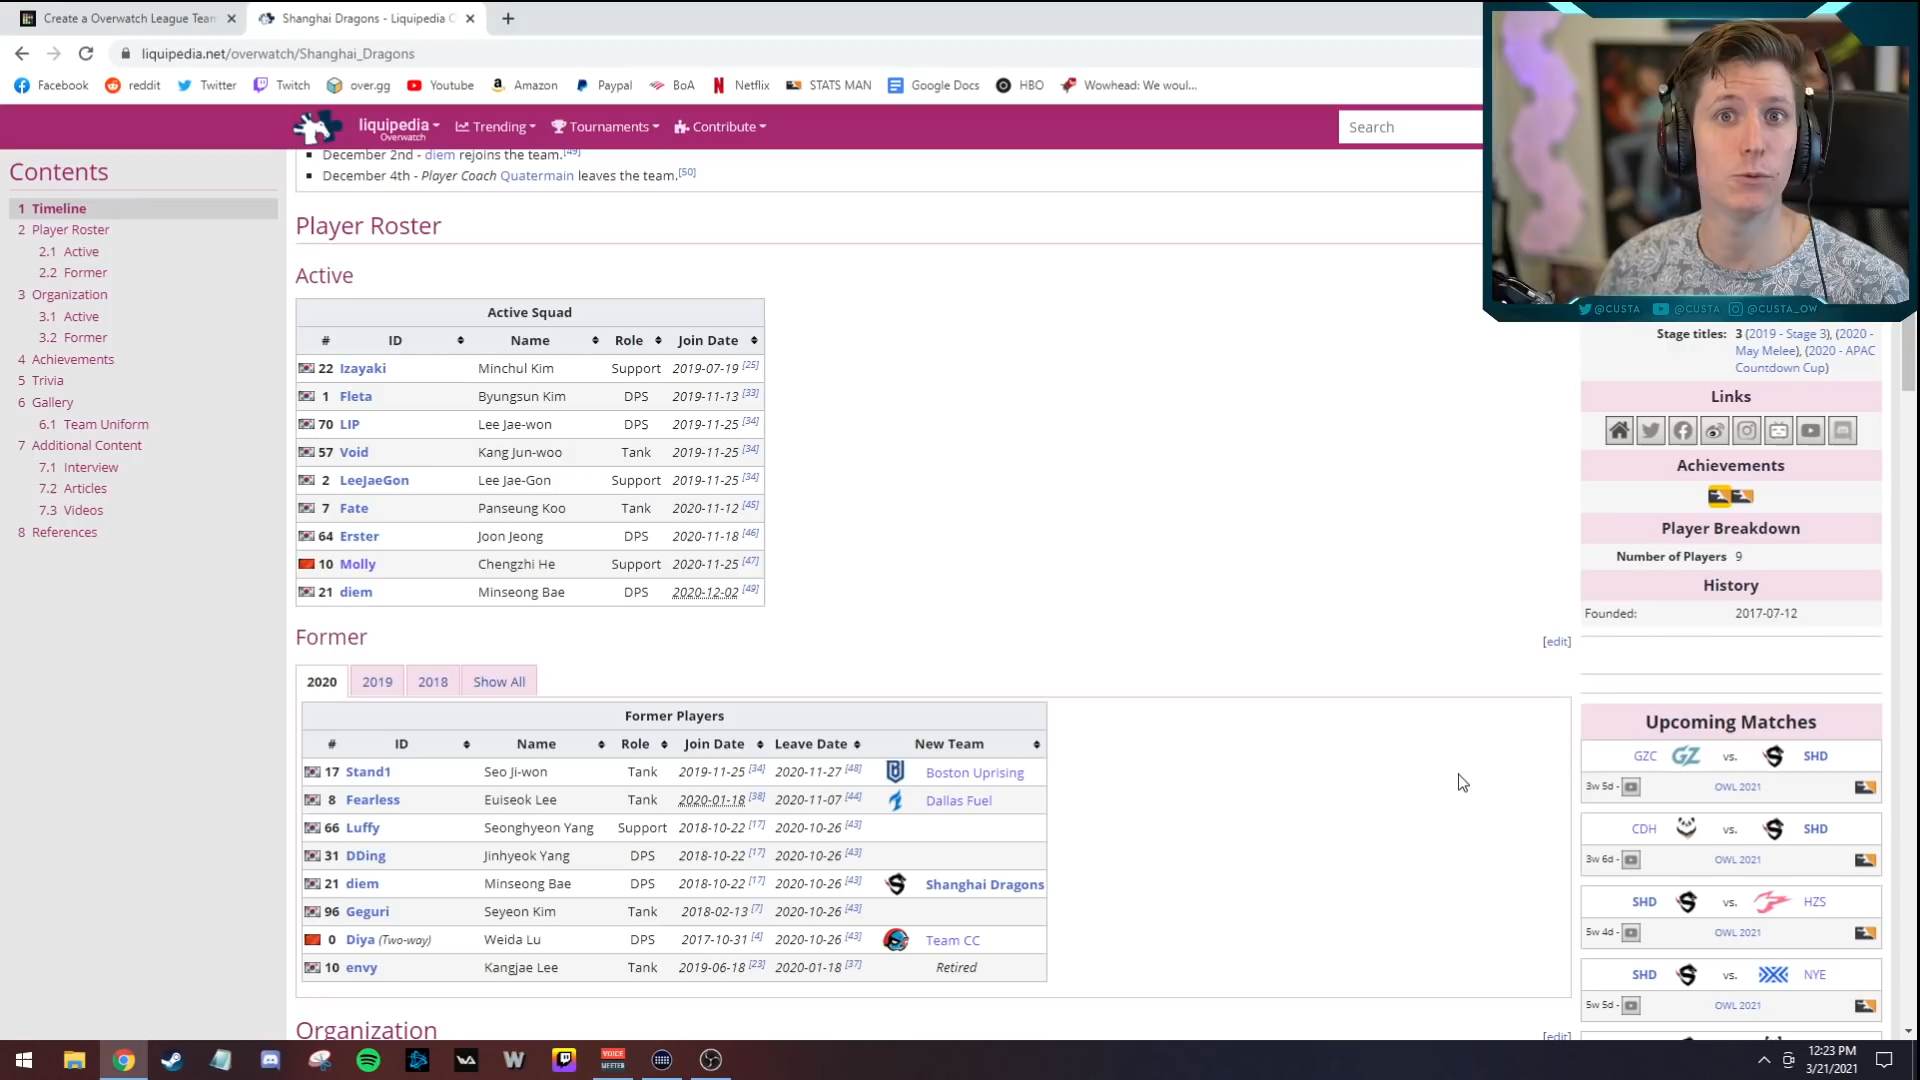 Create a Overwatch League Team
Shanghai Dragons - Liquipedia
liquipedia.net/overwatch/Shanghai_Dragons
Facebook reddit Twitter Twitch over.gg Youtube Amazon Paypal BoA Netflix STATS MAN Google Docs HBO Wowhead: We woul...
liquipedia Overwatch Trending Tournaments Contribute Search
Contents
1 Timeline
2 Player Roster
2.1 Active
2.2 Former
3 Organization
3.1 Active
3.2 Former
4 Achievements
5 Trivia
6 Gallery
6.1 Team Uniform
7 Additional Content
7.1 Interview
7.2 Articles
7.3 Videos
8 References
December 2nd - diem rejoins the team.[49]
December 4th - Player Coach Quatermain leaves the team.[50]
Player Roster
Active
Active Squad
# ID Name Role Join Date
22 Izayaki Minchul Kim Support 2019-07-19 [25]
1 Fleta Byungsun Kim DPS 2019-11-13 [33]
70 LIP Lee Jae-won DPS 2019-11-25 [34]
57 Void Kang Jun-woo Tank 2019-11-25 [34]
2 LeeJaeGon Lee Jae-Gon Support 2019-11-25 [34]
7 Fate Panseung Koo Tank 2020-11-12 [45]
64 Erster Joon Jeong DPS 2020-11-18 [46]
10 Molly Chengzhi He Support 2020-11-25 [47]
21 diem Minseong Bae DPS 2020-12-02 [49]
Former
[edit]
2020 2019 2018 Show All
Former Players
# ID Name Role Join Date Leave Date New Team
17 Stand1 Seo Ji-won Tank 2019-11-25 [34] 2020-11-27 [48] Boston Uprising
8 Fearless Euiseok Lee Tank 2020-01-18 [38] 2020-11-07 [44] Dallas Fuel
66 Luffy Seonghyeon Yang Support 2018-10-22 [17] 2020-10-26 [43]
31 DDing Jinhyeok Yang DPS 2018-10-22 [17] 2020-10-26 [43]
21 diem Minseong Bae DPS 2018-10-22 [17] 2020-10-26 [43] Shanghai Dragons
96 Geguri Seyeon Kim Tank 2018-02-13 [7] 2020-10-26 [43]
0 Diya (Two-way) Weida Lu DPS 2017-10-31 [4] 2020-10-26 [43] Team CC
10 envy Kangjae Lee Tank 2019-06-18 [23] 2020-01-18 [37] Retired
Organization
[edit]
@CUSTA @CUSTA @CUSTA_OW
Stage titles: 3 (2019 - Stage 3), (2020 -
May Melee), (2020 - APAC
Countdown Cup)
Links
Achievements
Player Breakdown
Number of Players 9
History
Founded: 2017-07-12
Upcoming Matches
GZC GZ vs. SHD
3w 5d - OWL 2021
CDH vs. SHD
3w 6d - OWL 2021
SHD vs. HZS
5w 4d - OWL 2021
SHD vs. NYE
5w 5d - OWL 2021
VOICE
MEETER
12:23 PM
3/21/2021